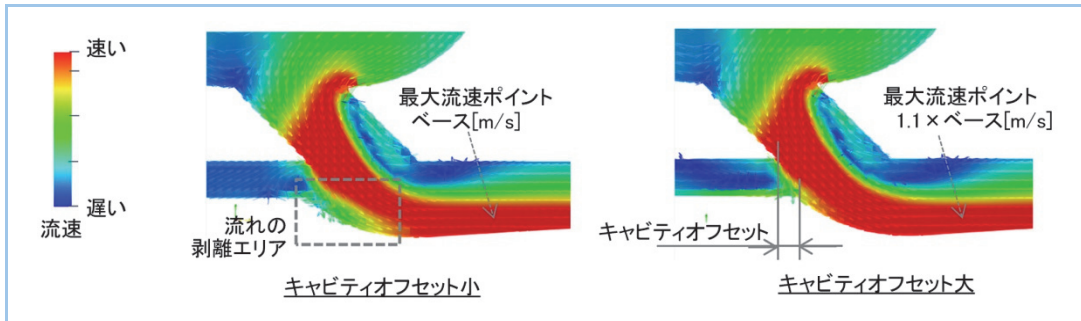 速い
遅い
流速
最大流速ポイント
ベース[m/s]
流れの
剥離エリア
キャビティオフセット小
最大流速ポイント
1.1×ベース[m/s]
キャビティオフセット
キャビティオフセット大